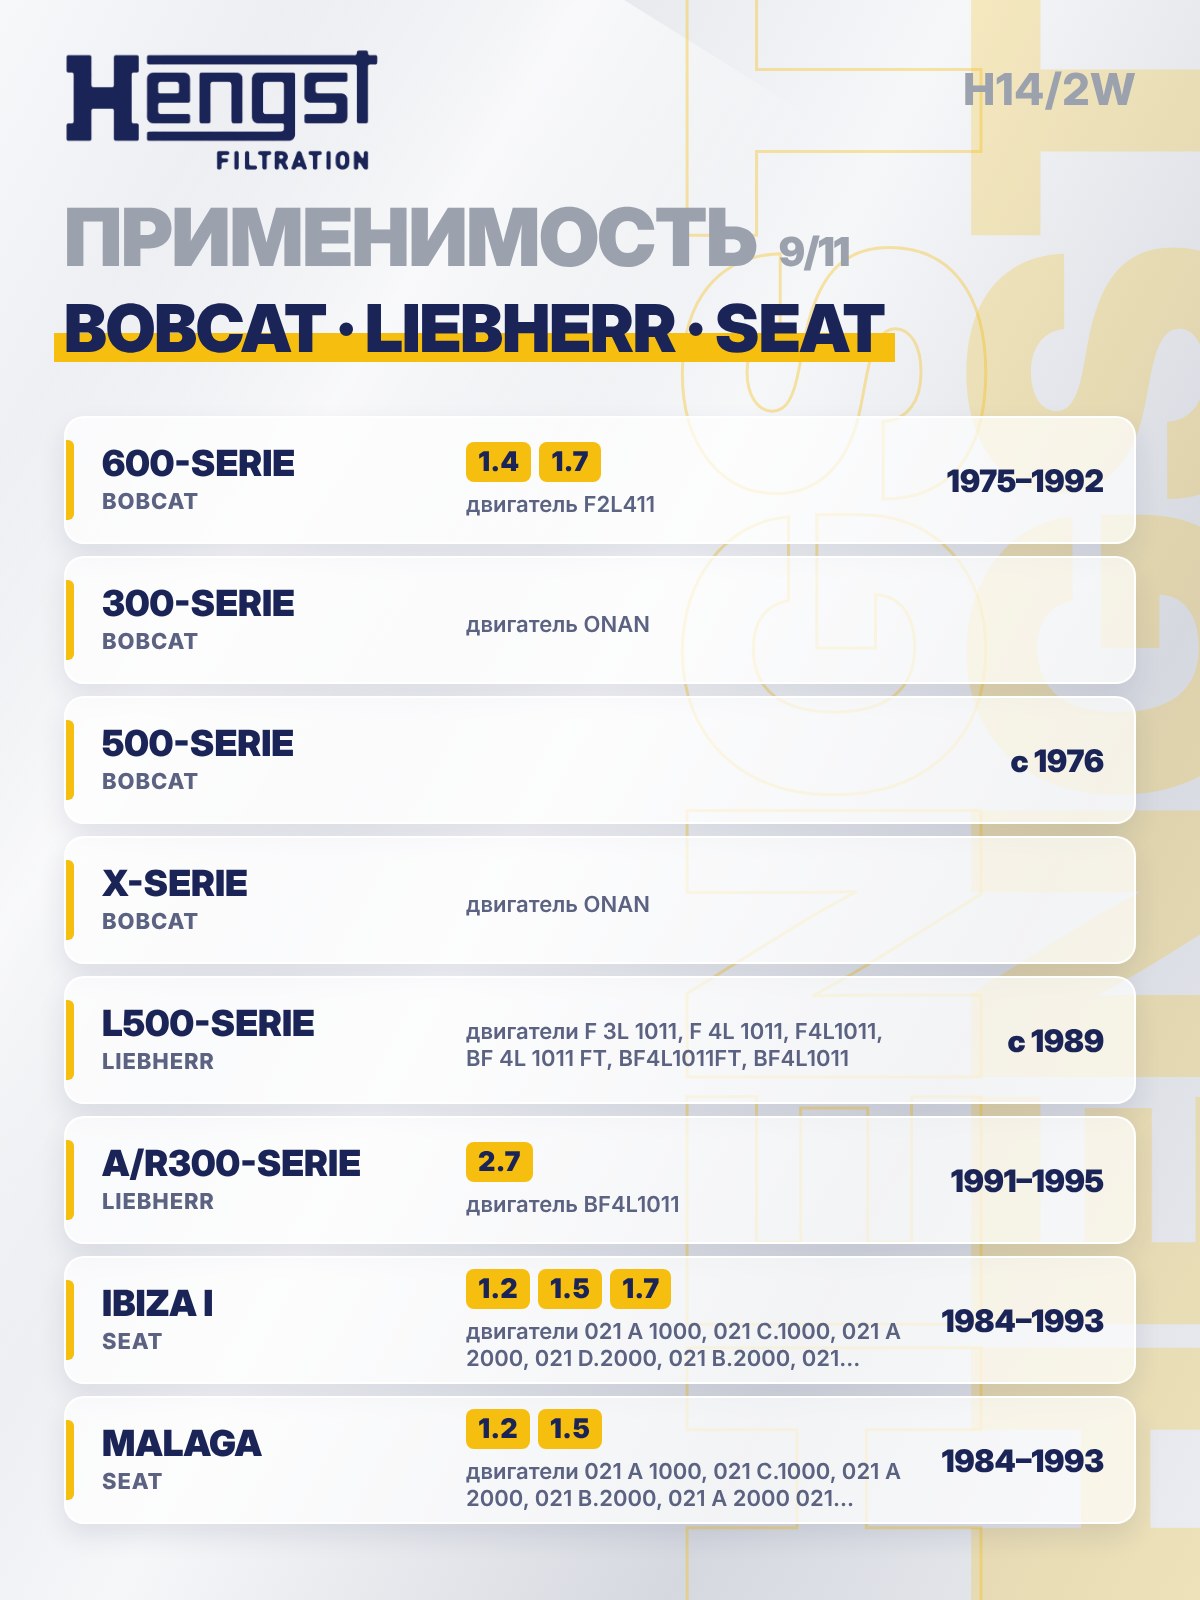 Hengst
FILTRATION
H14/2W
ПРИМЕНИМОСТЬ 9/11
BOBCAT · LIEBHERR · SEAT
600-SERIE
BOBCAT
1.4 1.7
двигатель F2L411
1975–1992
300-SERIE
BOBCAT
двигатель ONAN
500-SERIE
BOBCAT
с 1976
X-SERIE
BOBCAT
двигатель ONAN
L500-SERIE
LIEBHERR
двигатели F 3L 1011, F 4L 1011, F4L1011,
BF 4L 1011 FT, BF4L1011FT, BF4L1011
с 1989
A/R300-SERIE
LIEBHERR
2.7
двигатель BF4L1011
1991–1995
IBIZA I
SEAT
1.2 1.5 1.7
двигатели 021 A 1000, 021 C.1000, 021 A
2000, 021 D.2000, 021 B.2000, 021...
1984–1993
MALAGA
SEAT
1.2 1.5
двигатели 021 A 1000, 021 C.1000, 021 A
2000, 021 B.2000, 021 A 2000 021...
1984–1993
HENGST
HENGST